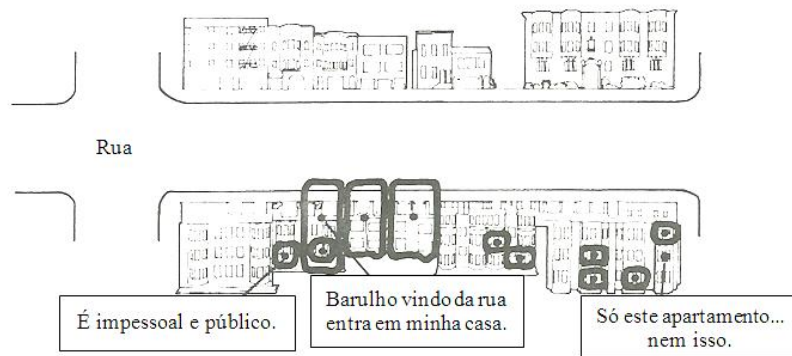 Rua
É impessoal e público.
Barulho vindo da rua
entra em minha casa.
Só este apartamento...
nem isso.